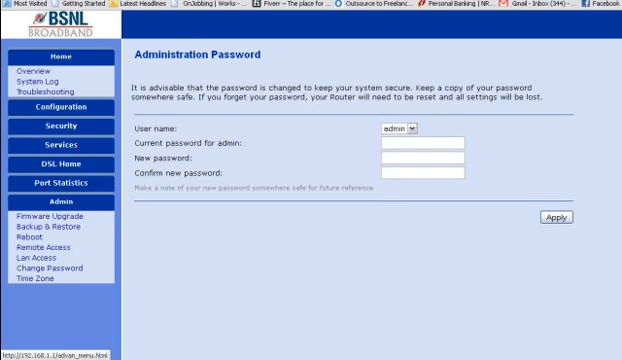 Most Visited Getting Started Latest Headlines OnJobbing | Works - ... Fiverr – The place for ... Outsource to Freelanc... Personal Banking | NR... Gmail - Inbox (344) - ... Facebook
BSNL
BROADBAND
Home
Overview
System Log
Troubleshooting
Configuration
Security
Services
DSL Home
Port Statistics
Admin
Firmware Upgrade
Backup & Restore
Reboot
Remote Access
Lan Access
Change Password
Time Zone
http://192.168.1.1/advan_menu.html
Administration Password
It is advisable that the password is changed to keep your system secure. Keep a copy of your password
somewhere safe. If you forget your password, your Router will need to be reset and all settings will be lost.
User name: admin
Current password for admin:
New password:
Confirm new password:
Make a note of your new password somewhere safe for future reference
Apply